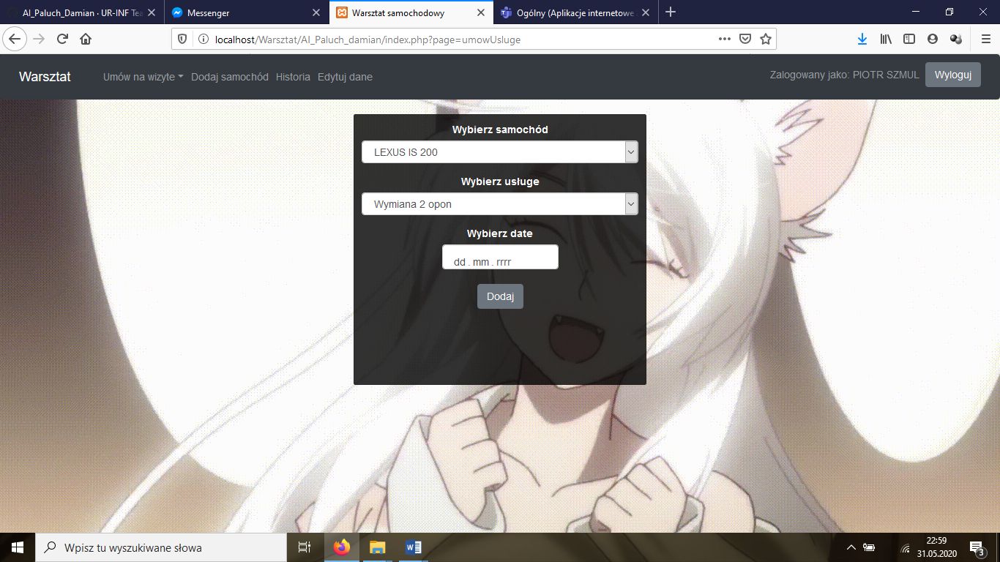 AI_Paluch_Damian · UR-INF Tea
Messenger
Warsztat samochodowy
Ogólny (Aplikacje internetowe
localhost/Warsztat/AI_Paluch_damian/index.php?page=umowUsluge
Warsztat
Umów na wizyte
Dodaj samochód
Historia
Edytuj dane
Zalogowany jako: PIOTR SZMUL
Wyloguj
Wybierz samochód
LEXUS IS 200
Wybierz usługe
Wymiana 2 opon
Wybierz date
dd . mm . rrrr
Dodaj
Wpisz tu wyszukiwane słowa
22:59
31.05.2020
3